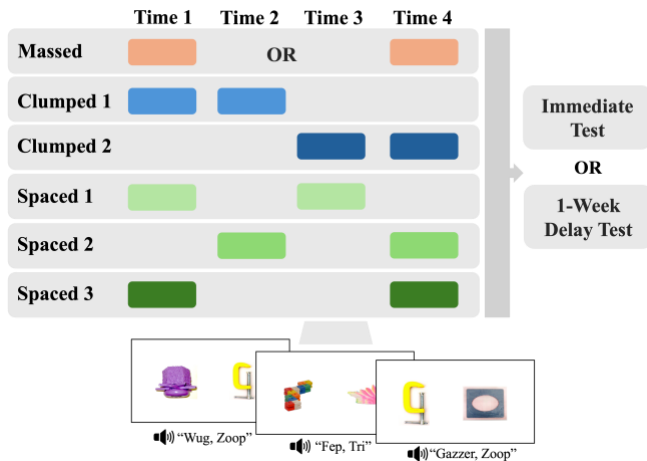 Time 1 Time 2 Time 3 Time 4
Massed OR
Clumped 1
Clumped 2
Spaced 1
Spaced 2
Spaced 3
Immediate
Test
OR
1-Week
Delay Test
“Wug, Zoop”
“Fep, Tri”
“Gazzer, Zoop”